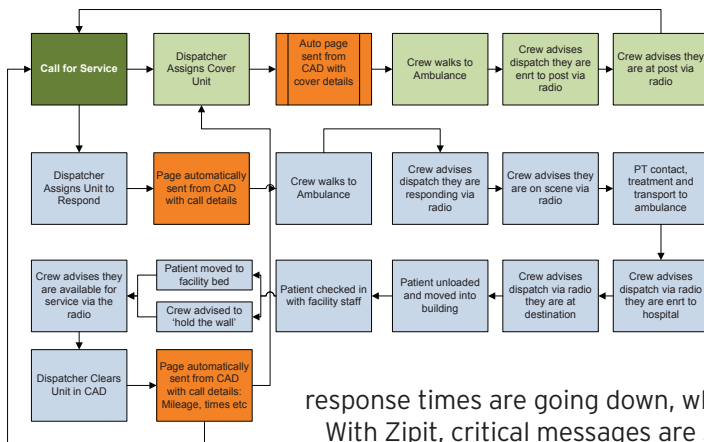 Call for Service
Dispatcher
Assigns Cover
Unit
Auto page
sent from
CAD with
cover details
Crew walks to
Ambulance
Crew advises
dispatch they are
enrt to post via
radio
Crew advises they
are at post via
radio
Dispatcher
Assigns Unit to
Respond
Page automatically
sent from CAD
with call details
Crew walks to
Ambulance
Crew advises
dispatch they are
responding via
radio
Crew advises they
are on scene via
radio
PT contact,
treatment and
transport to
ambulance
Crew advises they
are available for
service via the
radio
Patient moved to
facility bed
Crew advised to
‘hold the wall’
Patient checked in
with facility staff
Patient unloaded
and moved into
building
Crew advises
dispatch via radio
they are at
destination
Crew advises
dispatch via radio
they are enrt to
hospital
Dispatcher Clears
Unit in CAD
Page automatically
sent from CAD
with call details:
Mileage, times etc
response times are going down, 
With Zipit, critical messages are